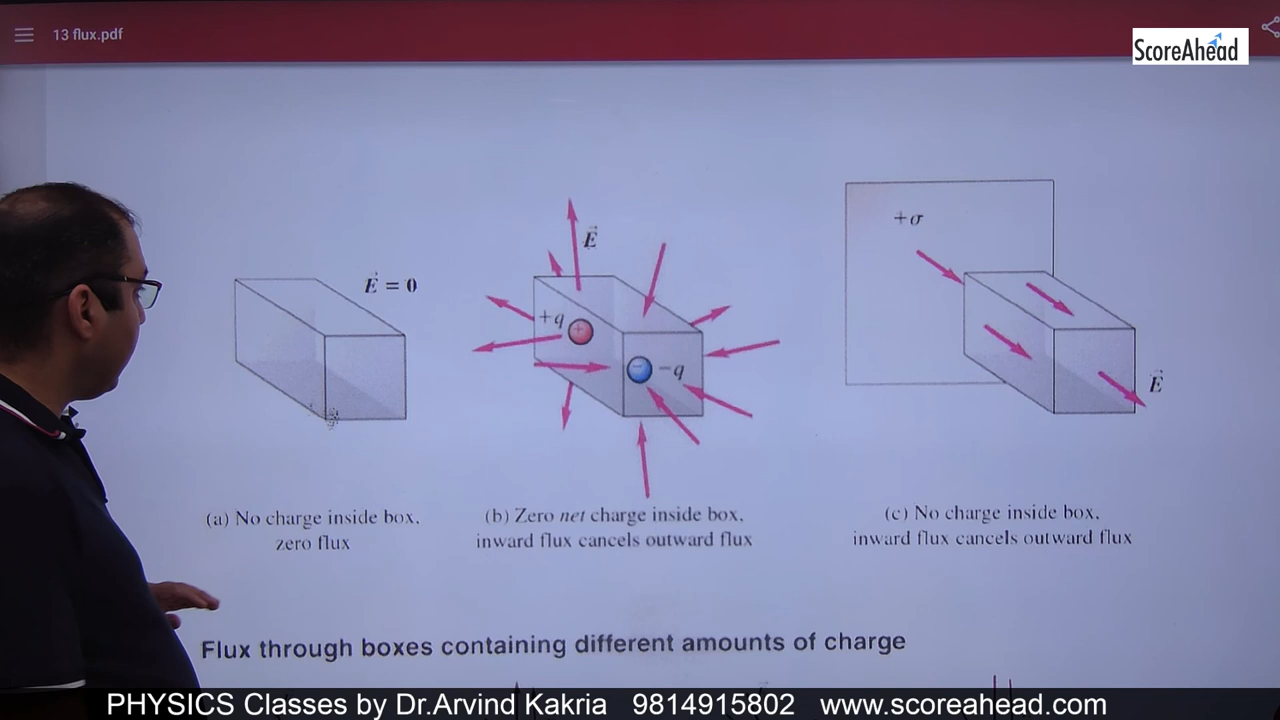 13 flux.pdf
ScoreAhead
+σ
E
E = 0
+q
+
−
−q
E
(a) No charge inside box,
zero flux
(b) Zero net charge inside box,
inward flux cancels outward flux
(c) No charge inside box,
inward flux cancels outward flux
Flux through boxes containing different amounts of charge
PHYSICS Classes by Dr.Arvind Kakria 9814915802 www.scoreahead.com